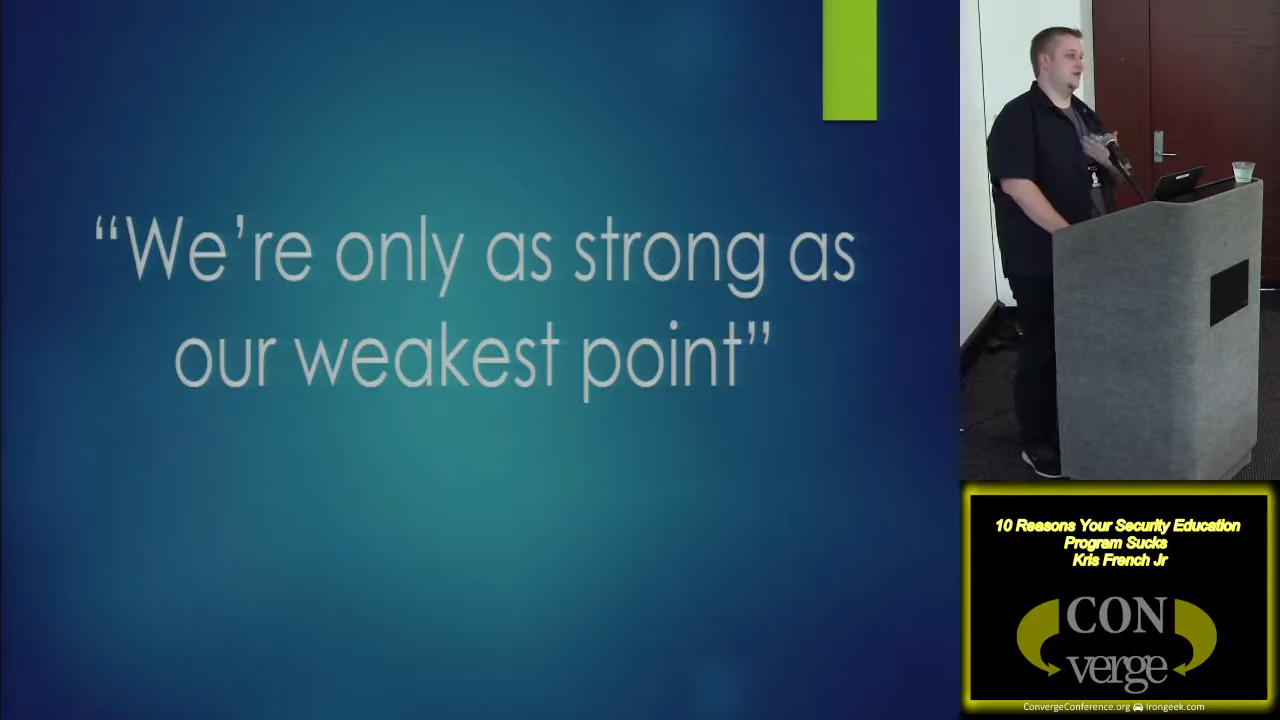 “We’re only as strong as
our weakest point”
10 Reasons Your Security Education
Program Sucks
Kris French Jr
CON
verge
ConvergeConference.org Irongeek.com